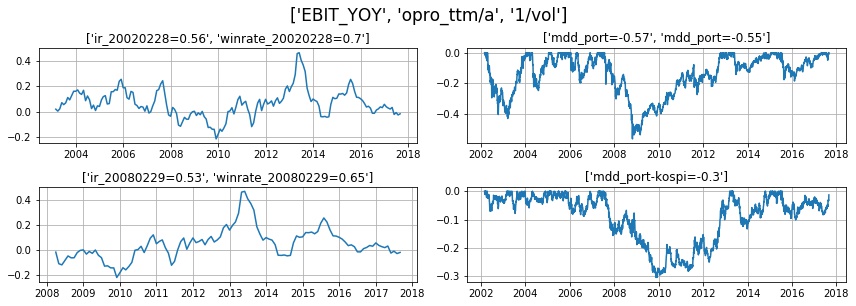 ['EBIT_YOY', 'opro_ttm/a', '1/vol']
['ir_20020228=0.56', 'winrate_20020228=0.7']
0.4
0.2
0.0
−0.2
2004 2006 2008 2010 2012 2014 2016 2018
['mdd_port=-0.57', 'mdd_port=-0.55']
0.0
−0.2
−0.4
2002 2004 2006 2008 2010 2012 2014 2016 2018
['ir_20080229=0.53', 'winrate_20080229=0.65']
0.4
0.2
0.0
−0.2
2008 2009 2010 2011 2012 2013 2014 2015 2016 2017 2018
['mdd_port-kospi=-0.3']
0.0
−0.1
−0.2
−0.3
2002 2004 2006 2008 2010 2012 2014 2016 2018